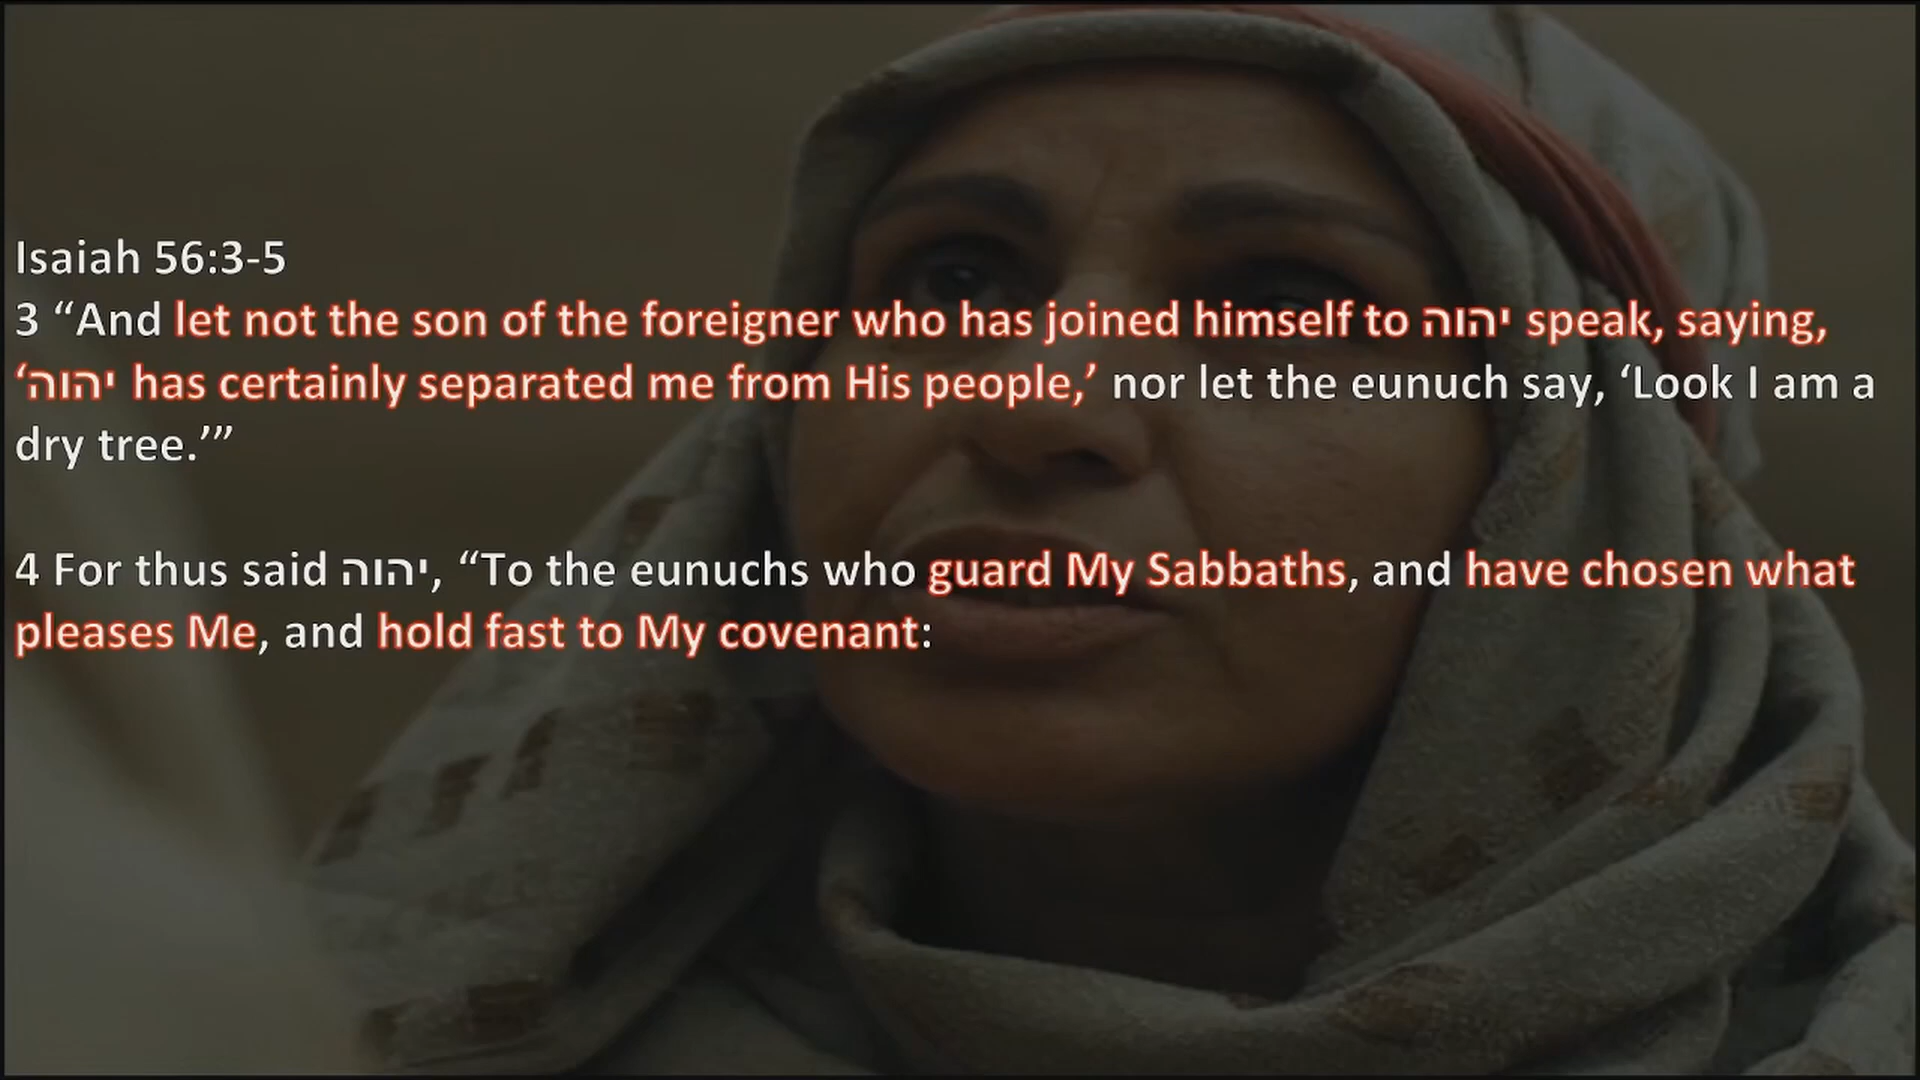 Isaiah 56:3-5
3 “And let not the son of the foreigner who has joined himself to יהוה speak, saying,
‘יהוה has certainly separated me from His people,’ nor let the eunuch say, ‘Look I am a
dry tree.’”
4 For thus said יהוה, “To the eunuchs who guard My Sabbaths, and have chosen what
pleases Me, and hold fast to My covenant: